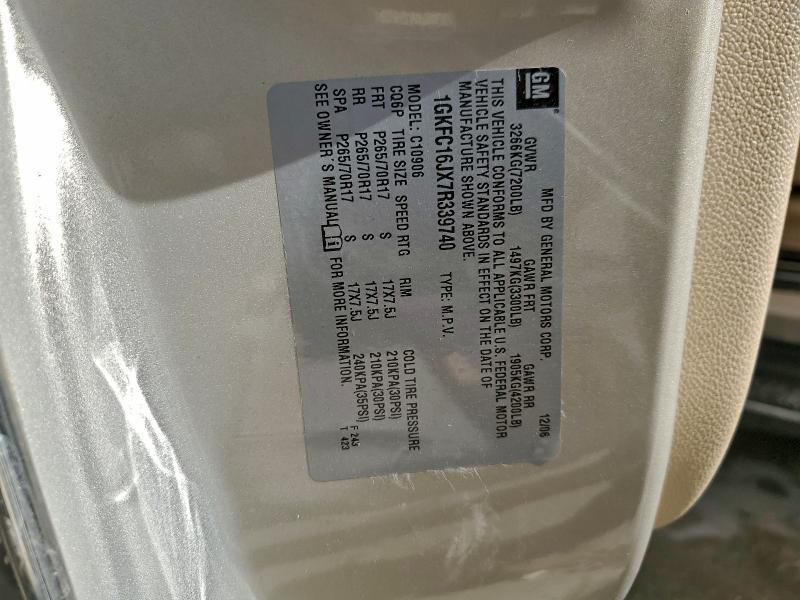 GM
MFD BY GENERAL MOTORS CORP. 12/06
GVWR GAWR FRT GAWR RR
3266KG(7200LB) 1497KG(3300LB) 1905KG(4200LB)
THIS VEHICLE CONFORMS TO ALL APPLICABLE U.S. FEDERAL MOTOR
VEHICLE SAFETY STANDARDS IN EFFECT ON THE DATE OF
MANUFACTURE SHOWN ABOVE.
1GKFC16JX7R339740 TYPE: M.P.V.
MODEL: C10906
CQ6P TIRE SIZE SPEED RTG RIM COLD TIRE PRESSURE
FRT P265/70R17 S 17X7.5J 210KPA(30PSI)
RR P265/70R17 S 17X7.5J 210KPA(30PSI)
SPA P265/70R17 S 17X7.5J 240KPA(35PSI)
SEE OWNER'S MANUAL FOR MORE INFORMATION.
T 423